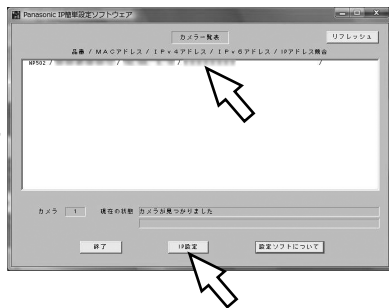 Panasonic IP簡単設定ソフトウェア
カメラ一覧表
リフレッシュ
品番 / MACアドレス / IPv4アドレス / IPv6アドレス / IPアドレス競合
NP502 / / / /
カメラ 1 現在の状態 カメラが見つかりました
終了 IP設定 設定ソフトについて